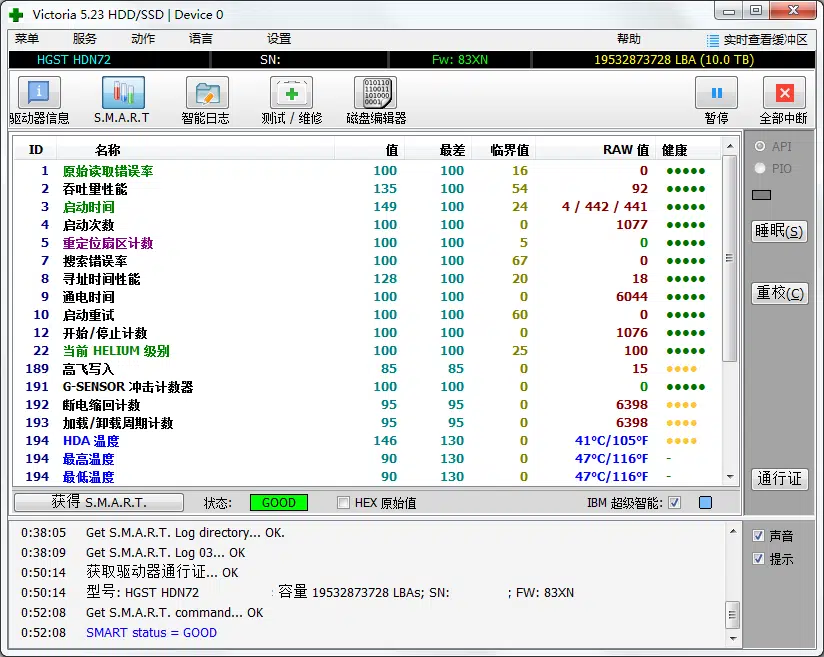 Victoria 5.23 HDD/SSD | Device 0
菜单 服务 动作 语言 设置 帮助 实时查看缓冲区
HGST HDN72 SN: Fw: 83XN 19532873728 LBA (10.0 TB)
驱动器信息 S.M.A.R.T 智能日志 测试 / 维修 磁盘编辑器 暂停 全部中断
ID 名称 值 最差 临界值 RAW 值 健康
1 原始读取错误率 100 100 16 0
2 吞吐量性能 135 100 54 92
3 启动时间 149 100 24 4 / 442 / 441
4 启动次数 100 100 0 1077
5 重定位扇区计数 100 100 5 0
7 搜索错误率 100 100 67 0
8 寻址时间性能 128 100 20 18
9 通电时间 100 100 0 6044
10 启动重试 100 100 60 0
12 开始/停止计数 100 100 0 1076
22 当前 HELIUM 级别 100 100 25 100
189 高飞写入 85 85 0 15
191 G-SENSOR 冲击计数器 100 100 0 0
192 断电缩回计数 95 95 0 6398
193 加载/卸载周期计数 95 95 0 6398
194 HDA 温度 146 130 0 41°C/105°F
194 最高温度 90 130 0 47°C/116°F -
194 最低温度 90 130 0 47°C/116°F -
API
PIO
睡眠(S)
重校(C)
通行证
获得 S.M.A.R.T. 状态: GOOD HEX 原始值 IBM 超级智能:
0:38:05 Get S.M.A.R.T. Log directory... OK.
0:38:09 Get S.M.A.R.T. Log 03... OK
0:50:14 获取驱动器通行证... OK
0:50:14 型号: HGST HDN72 : 容量 19532873728 LBAs; SN: ; FW: 83XN
0:52:08 Get S.M.A.R.T. command... OK
0:52:08 SMART status = GOOD
声音
提示